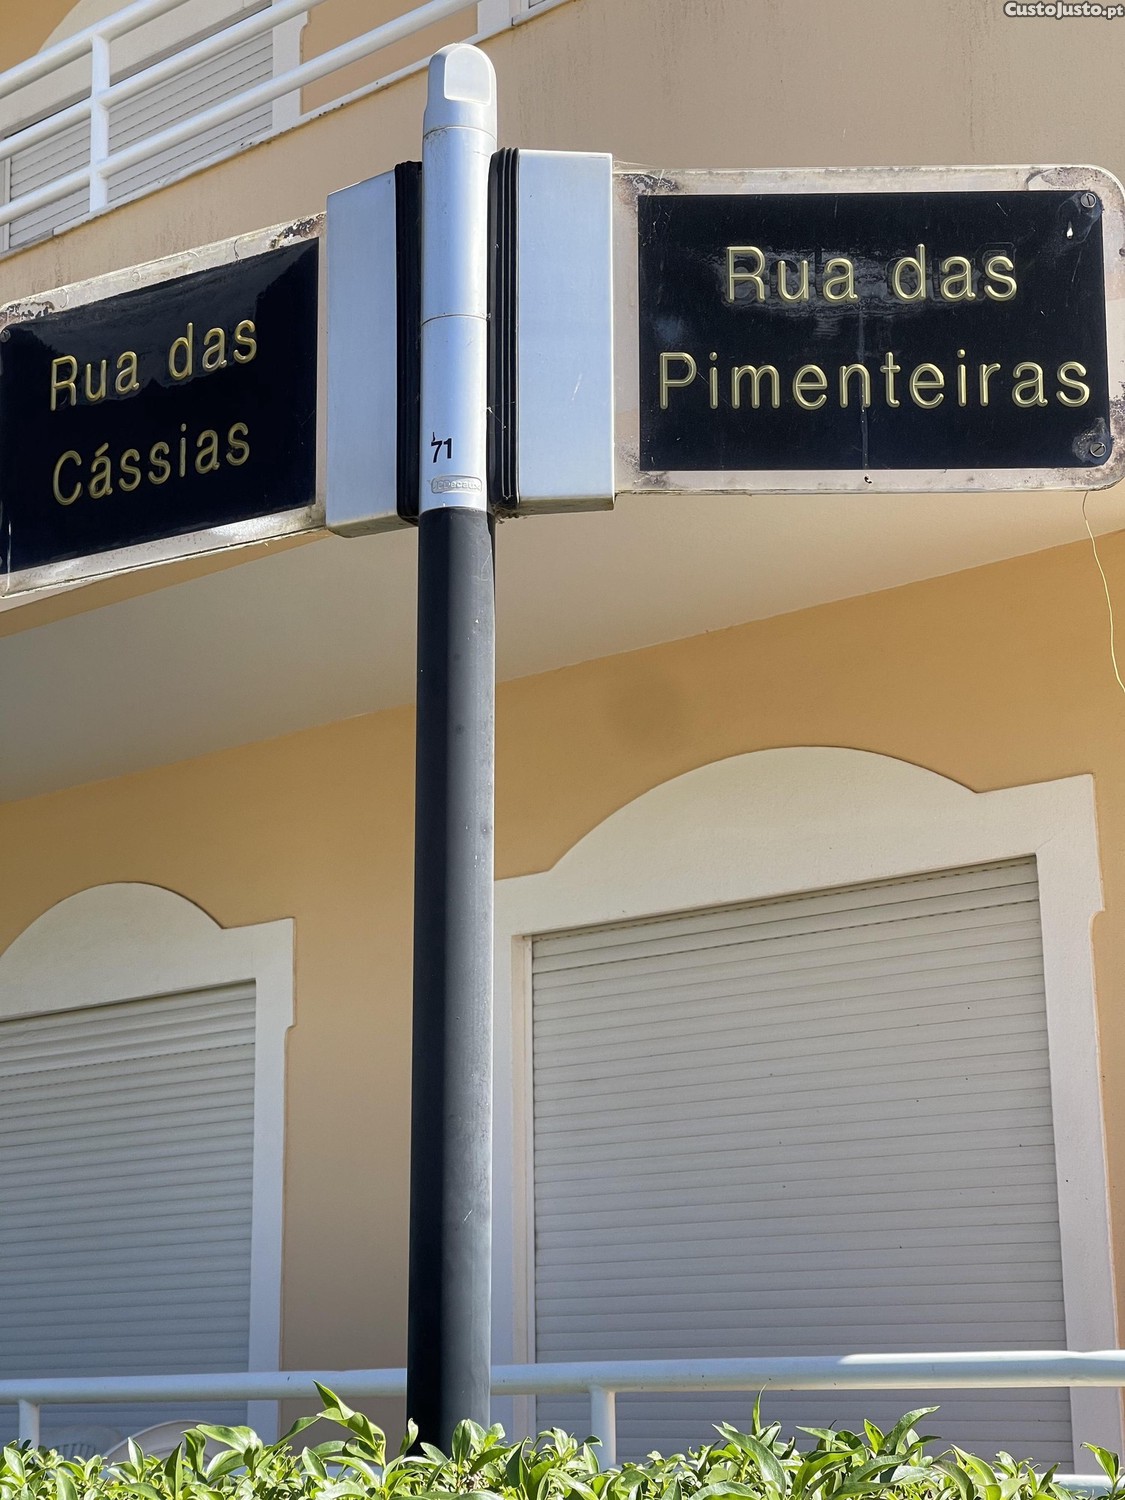 CustoJusto.pt
Rua das
Cássias
Rua das
Pimenteiras
71